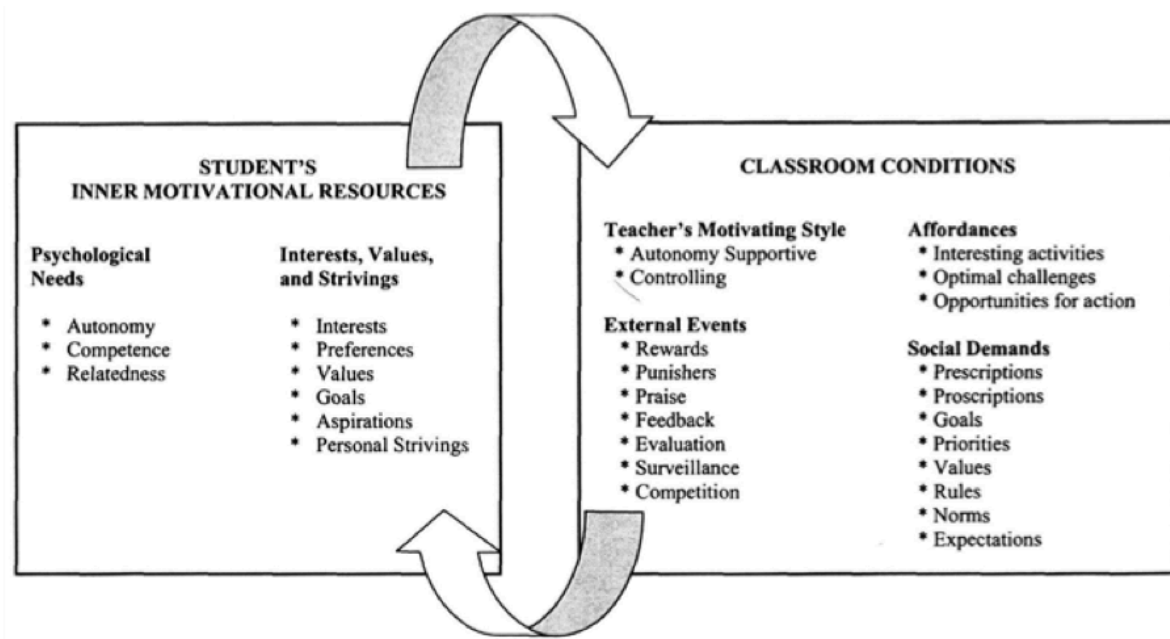 STUDENT'S
INNER MOTIVATIONAL RESOURCES
Psychological
Needs
* Autonomy
* Competence
* Relatedness
Interests, Values,
and Strivings
* Interests
* Preferences
* Values
* Goals
* Aspirations
* Personal Strivings
CLASSROOM CONDITIONS
Teacher's Motivating Style
* Autonomy Supportive
* Controlling
External Events
* Rewards
* Punishers
* Praise
* Feedback
* Evaluation
* Surveillance
* Competition
Affordances
* Interesting activities
* Optimal challenges
* Opportunities for action
Social Demands
* Prescriptions
* Proscriptions
* Goals
* Priorities
* Values
* Rules
* Norms
* Expectations